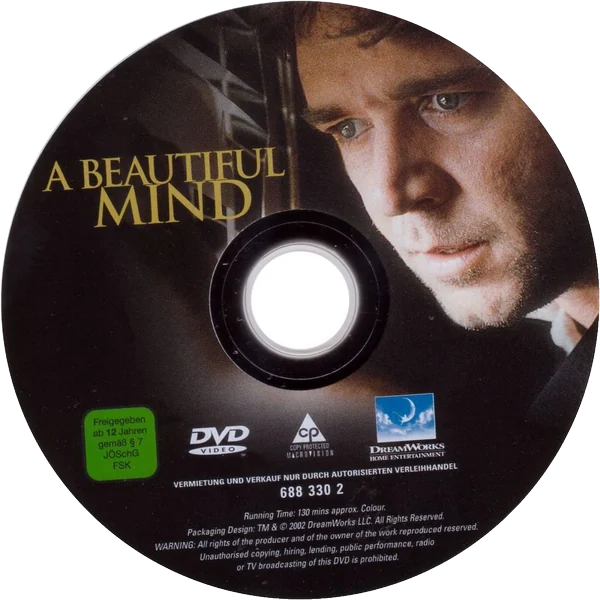 A BEAUTIFUL
MIND
Freigegeben
ab 12 Jahren
gemäß § 7
JÖSchG
FSK
DVD
VIDEO
CP
COPY PROTECTED
MACROVISION
DREAMWORKS
HOME ENTERTAINMENT
VERMIETUNG UND VERKAUF NUR DURCH AUTORISIERTEN VERLEIHHANDEL
688 330 2
Running Time: 130 mins approx. Colour.
Packaging Design: TM & © 2002 DreamWorks LLC. All Rights Reserved.
WARNING: All rights of the producer and of the owner of the work reproduced reserved.
Unauthorised copying, hiring, lending, public performance, radio
or TV broadcasting of this DVD is prohibited.